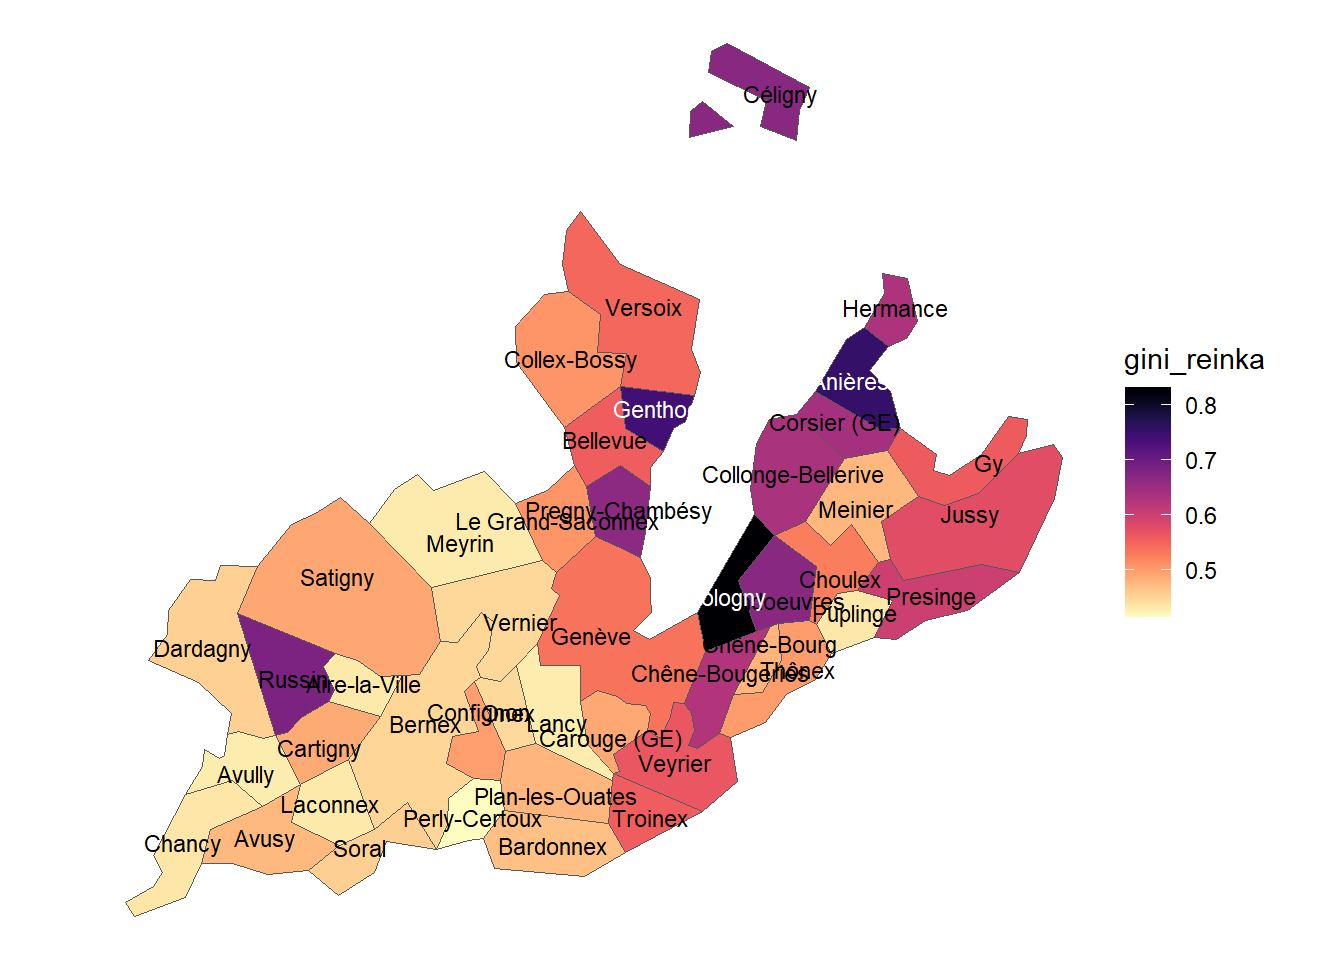 Céligny
Hermance
Versoix
gini_reinka
Collex-Bossy
Anières
0.8
Genthod
Corsier (GE)
Bellevue
0.7
Gy
Collonge-Bellerive
Pregny-Chambésy
Meinier
0.6
Jussy
Le Grand-Saconnex
Meyrin
0.5
Satigny
Choulex
Presinge
ologny
oeuvres
Puplinge
Vernier
Genève
Chêne-Bourg
Dardagny
Thônex
Chêne-Bougeries
Russin
Aire-la-Ville
Confignon
Onex
Bernex
Lancy
Carouge (GE)
Cartigny
Veyrier
Avully
Plan-les-Ouates
Laconnex
Perly-Certoux
Troinex
Avusy
Chancy
Soral
Bardonnex